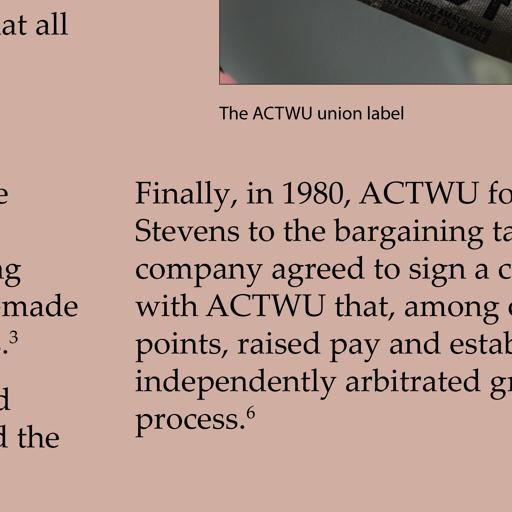 at all
The ACTWU union label
e
ng
made
.³
d
d the
Finally, in 1980, ACTWU fo
Stevens to the bargaining ta
company agreed to sign a c
with ACTWU that, among o
points, raised pay and estab
independently arbitrated gr
process.⁶